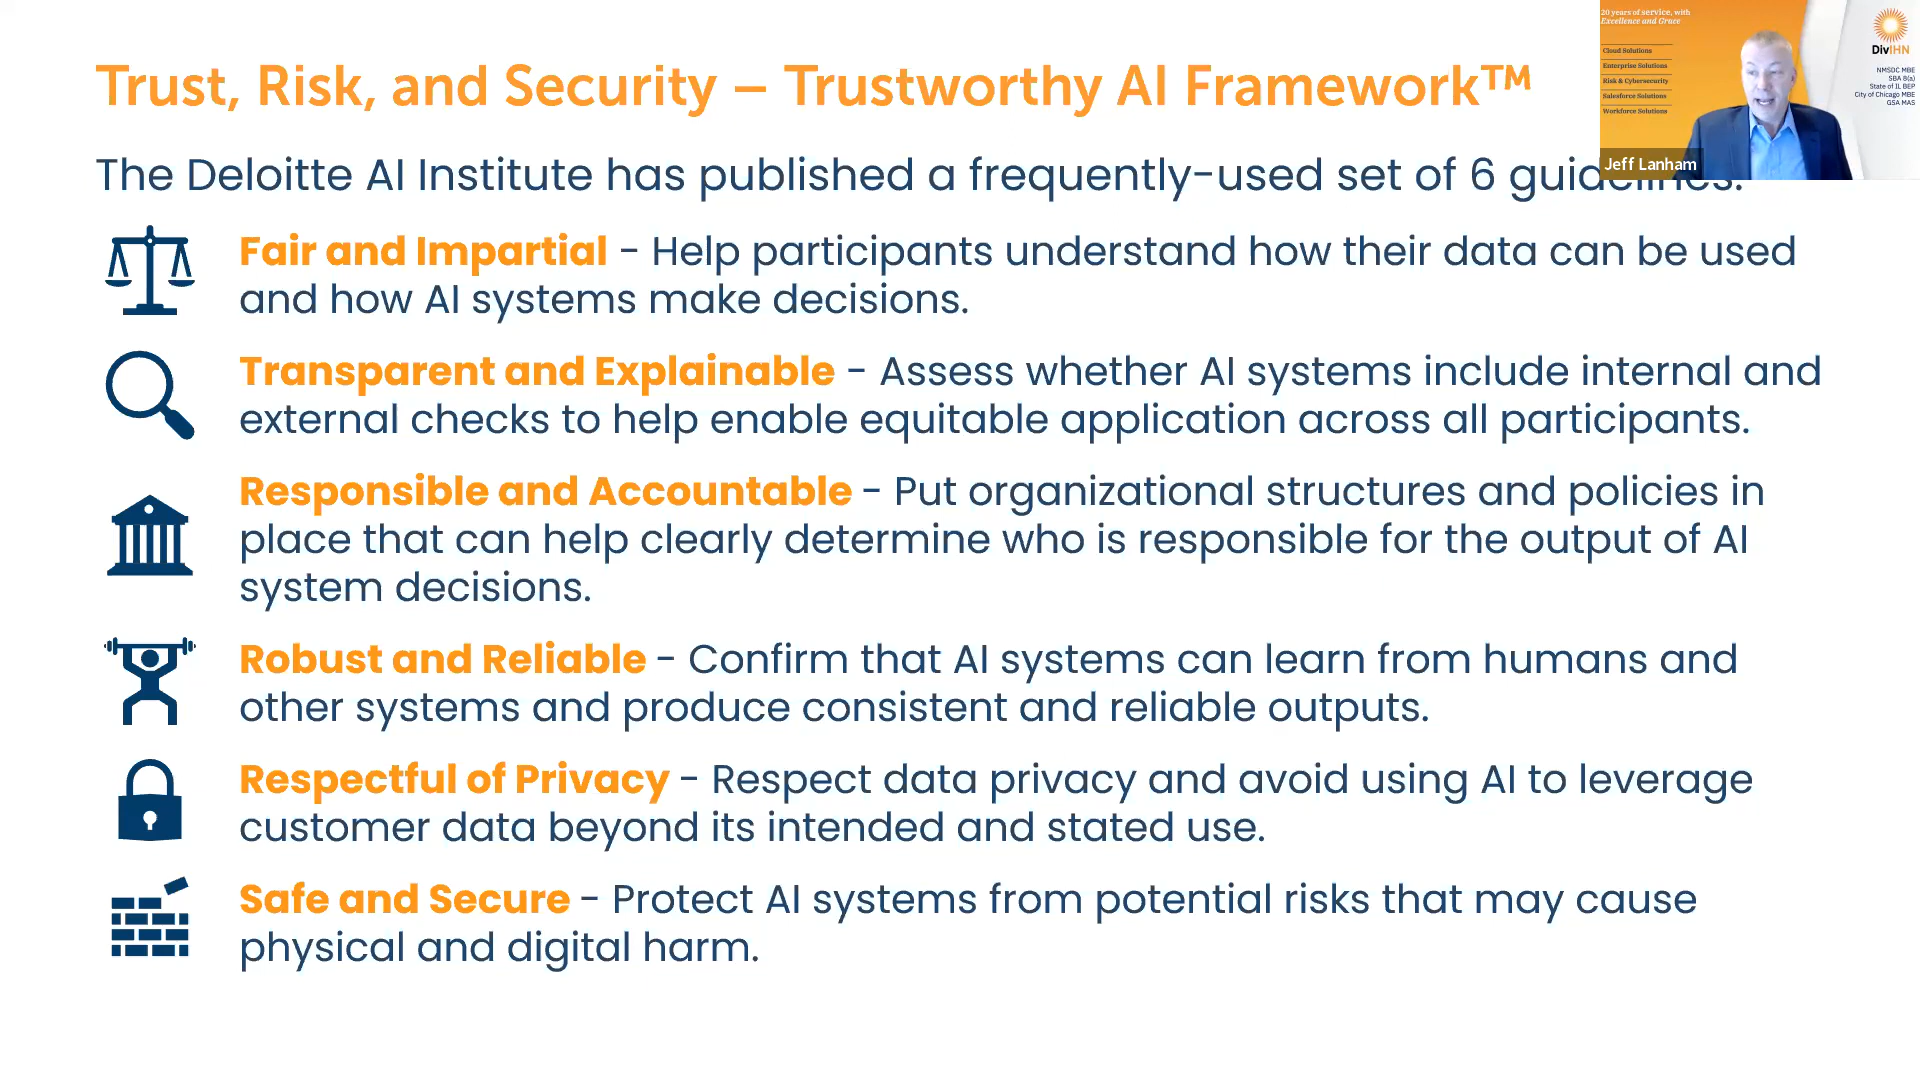 Trust, Risk, and Security – Trustworthy AI Framework™
The Deloitte AI Institute has published a frequently-used set of 6 guidelines:
Fair and Impartial - Help participants understand how their data can be used
and how AI systems make decisions.
Transparent and Explainable - Assess whether AI systems include internal and
external checks to help enable equitable application across all participants.
Responsible and Accountable - Put organizational structures and policies in
place that can help clearly determine who is responsible for the output of AI
system decisions.
Robust and Reliable - Confirm that AI systems can learn from humans and
other systems and produce consistent and reliable outputs.
Respectful of Privacy - Respect data privacy and avoid using AI to leverage
customer data beyond its intended and stated use.
Safe and Secure - Protect AI systems from potential risks that may cause
physical and digital harm.
20 years of service, with
Excellence and Grace
Cloud Solutions
Enterprise Solutions
Risk & Cybersecurity
Salesforce Solutions
Workforce Solutions
Jeff Lanham
DivIHN
NMSDC MBE
SBA 8(a)
State of IL BEP
City of Chicago MBE
GSA MAS